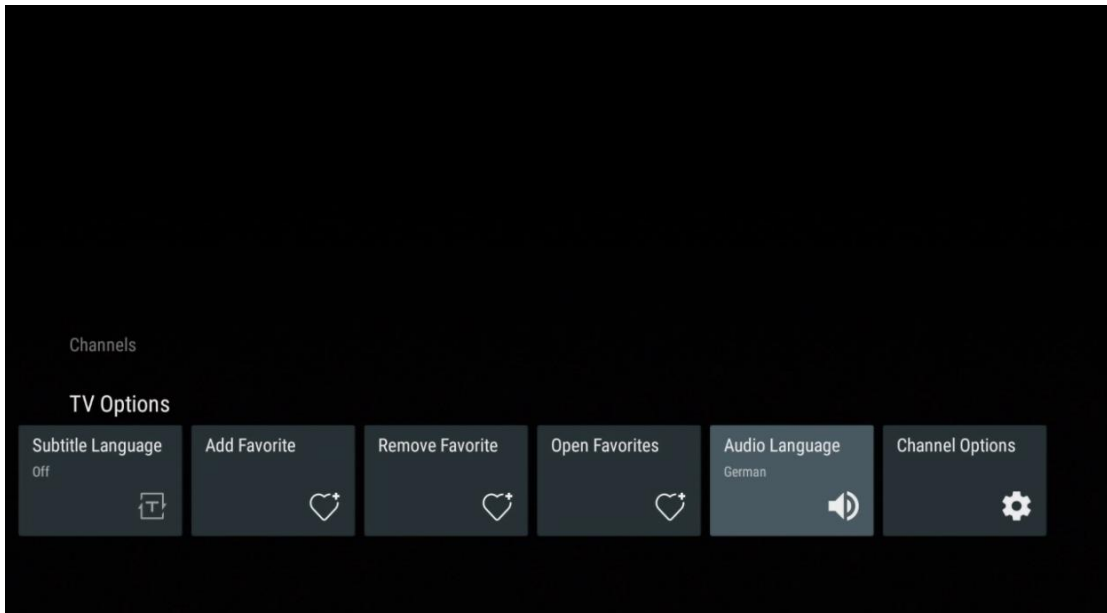 Channels
TV Options
Subtitle Language
Off
Add Favorite
Remove Favorite
Open Favorites
Audio Language
German
Channel Options